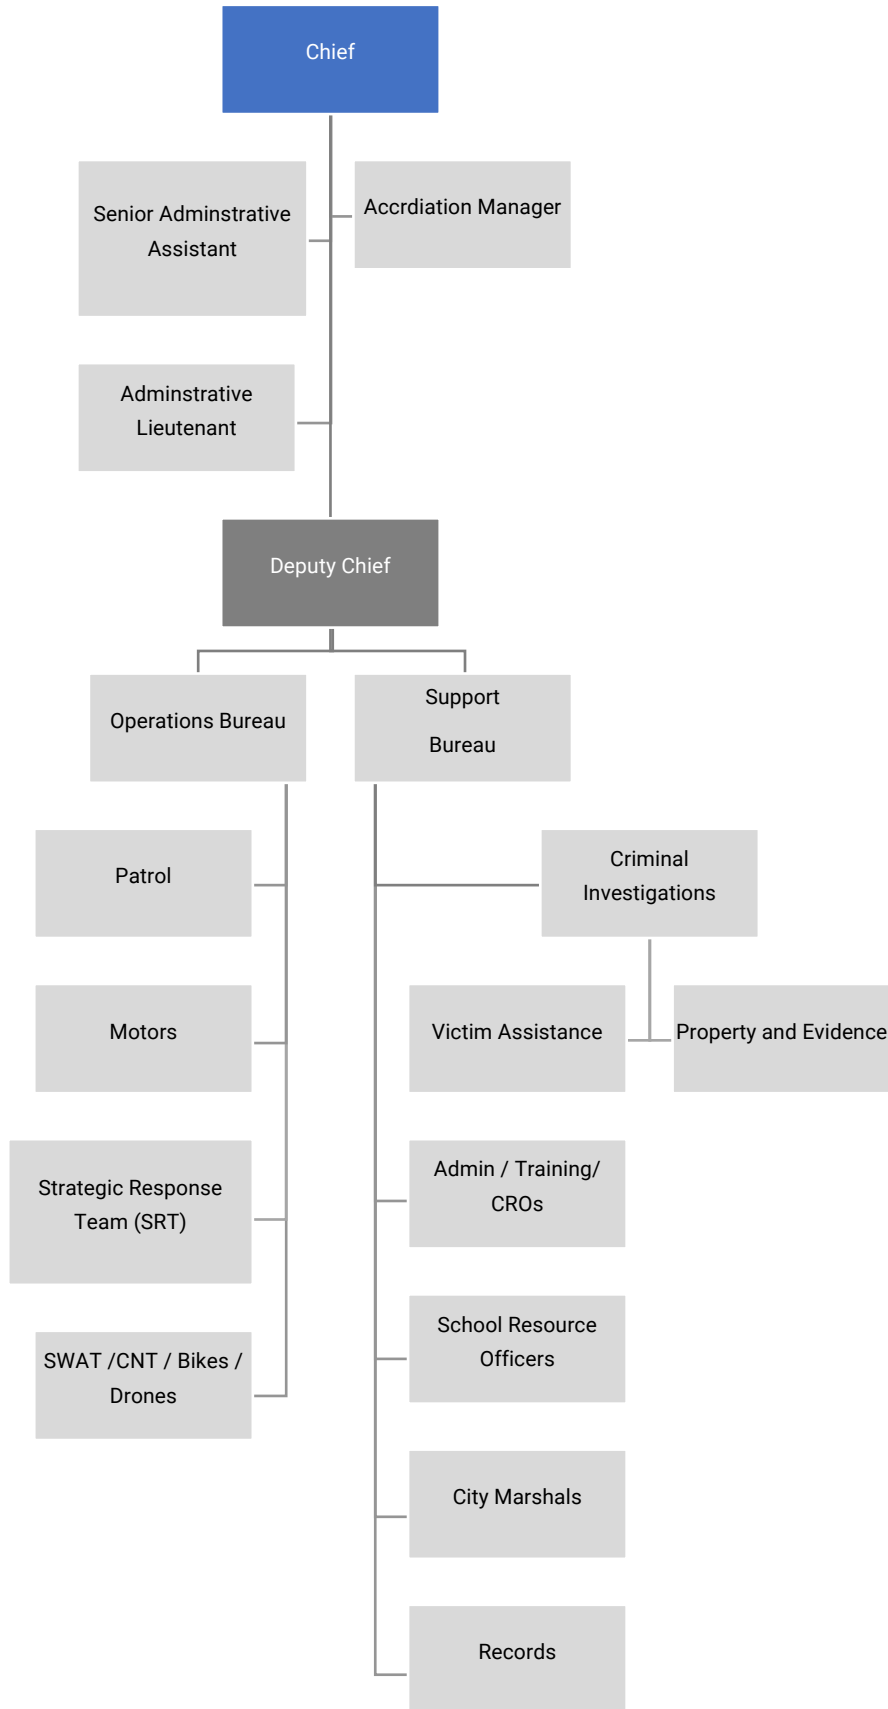 Chief
Senior Adminstrative
Assistant
Accrdiation Manager
Adminstrative
Lieutenant
Deputy Chief
Operations Bureau
Support
Bureau
Patrol
Criminal
Investigations
Motors
Victim Assistance
Property and Evidence
Strategic Response
Team (SRT)
Admin / Training/
CROs
SWAT /CNT / Bikes /
Drones
School Resource
Officers
City Marshals
Records